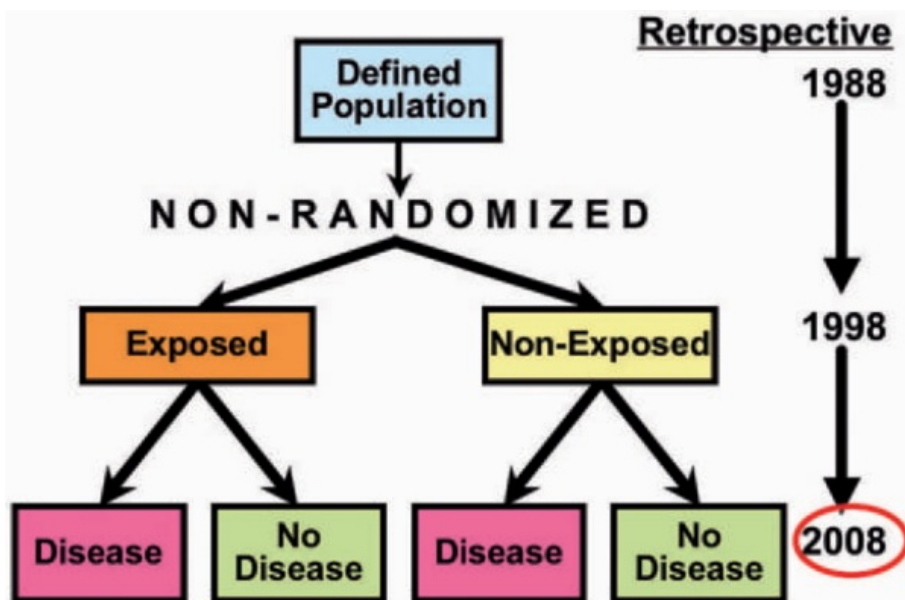 Retrospective
1988
Defined
Population
NON-RANDOMIZED
Exposed
Non-Exposed
1998
Disease
No
Disease
Disease
No
Disease
2008